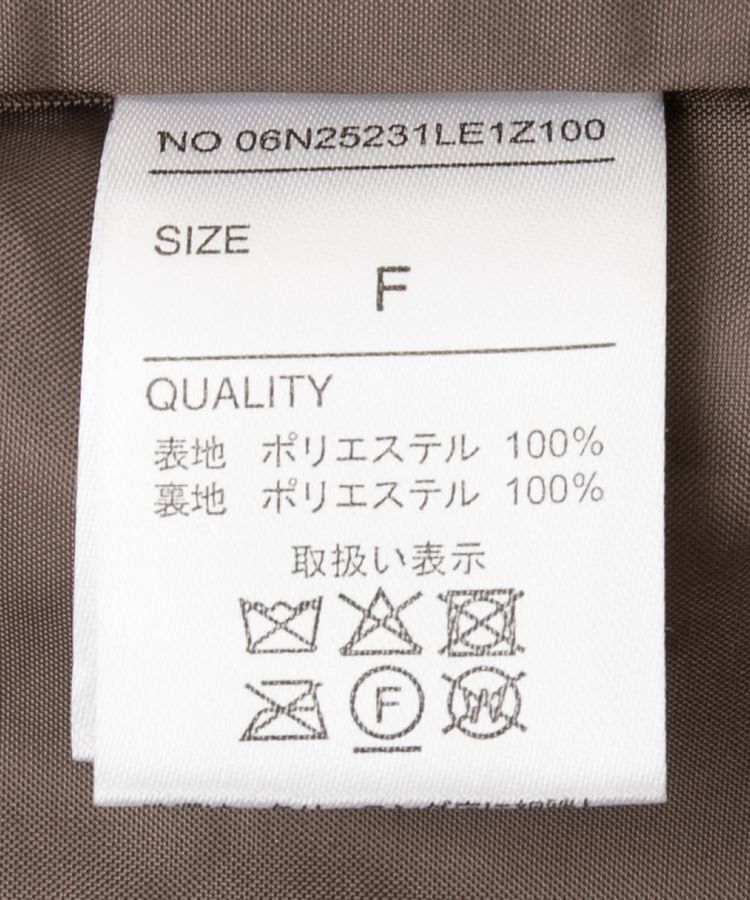 NO 06N25231LE1Z100
SIZE
F
QUALITY
表地 ポリエステル 100%
裏地 ポリエステル 100%
取扱い表示
F W